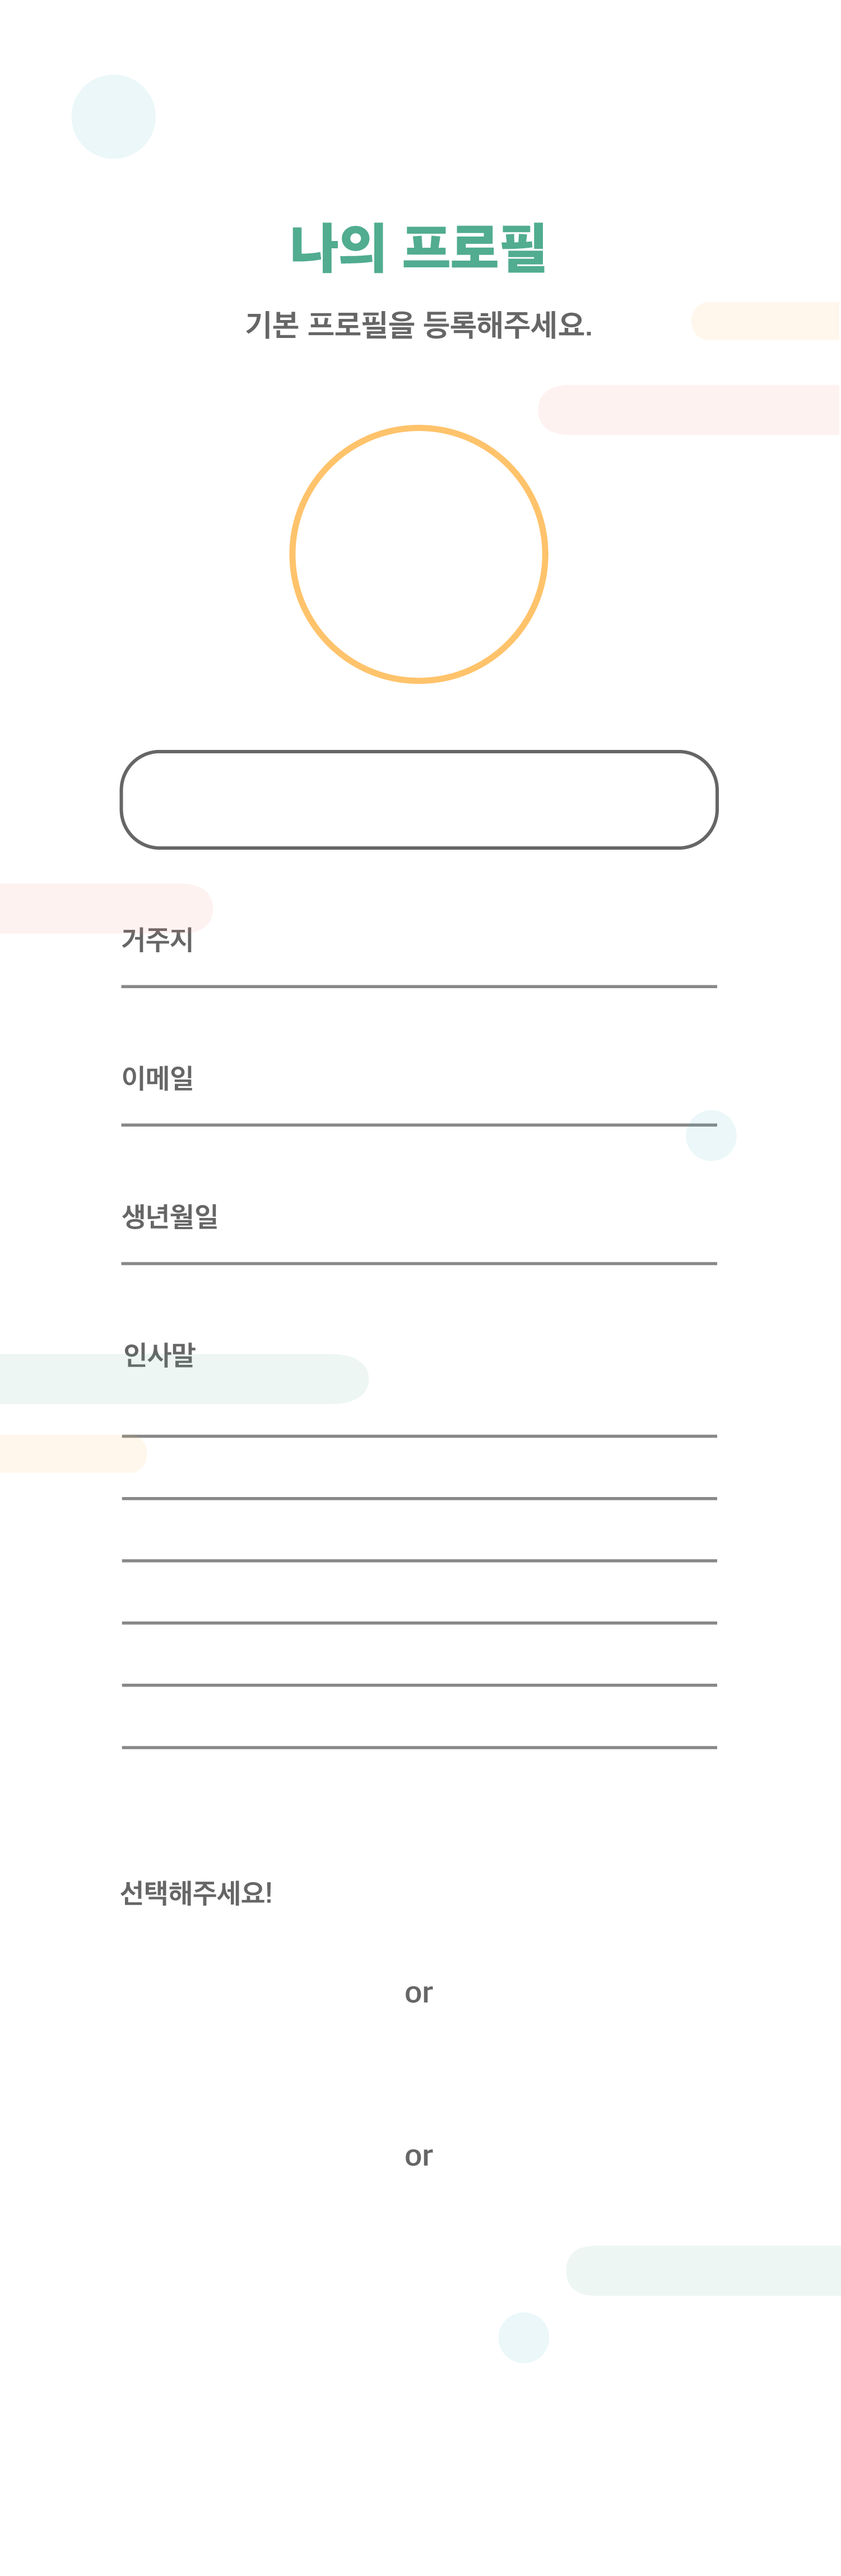 나의 프로필
기본 프로필을 등록해주세요.
거주지
이메일
생년월일
인사말
선택해주세요!
or
or